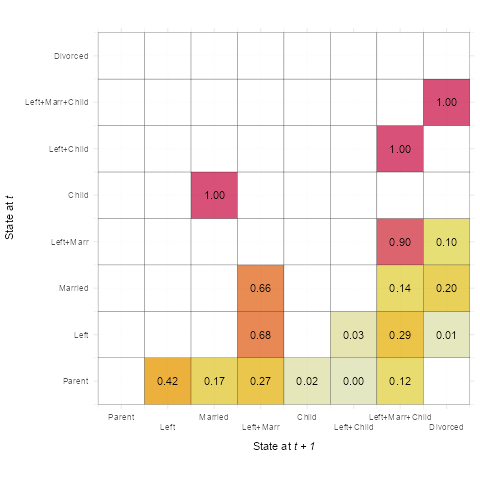 Divorced
Left+Marr+Child 1.00
Left+Child 1.00
Child 1.00
Left+Marr 0.90 0.10
Married 0.66 0.14 0.20
Left 0.68 0.03 0.29 0.01
Parent 0.42 0.17 0.27 0.02 0.00 0.12
State at t
Parent Married Child Left+Marr+Child
Left Left+Marr Left+Child Divorced
State at t + 1